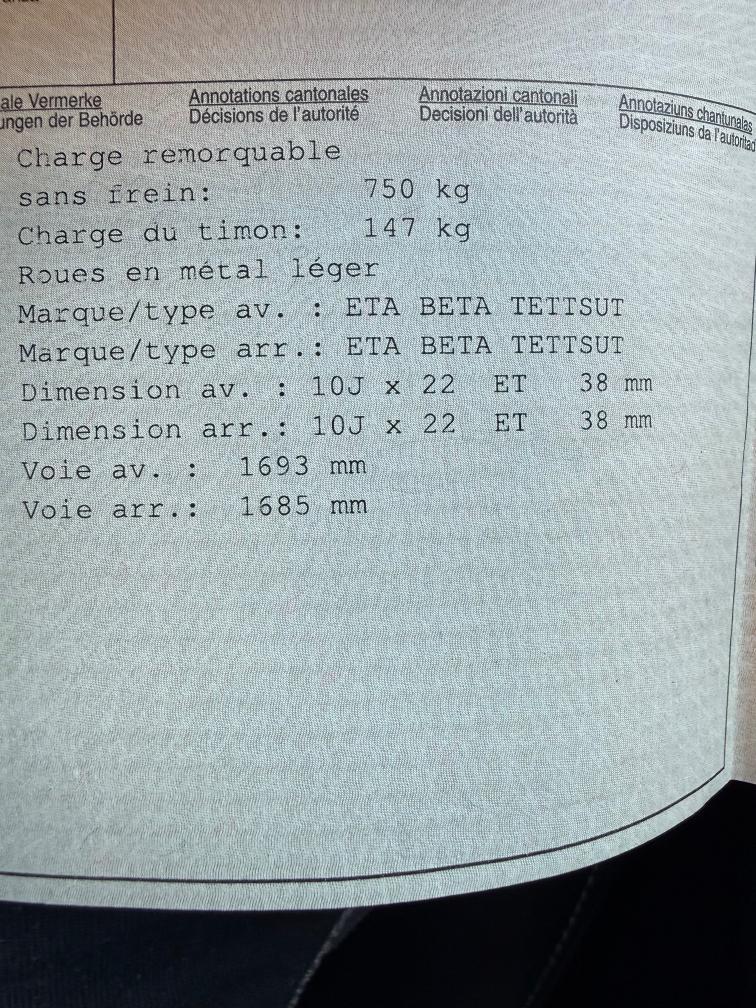 ale Vermerke
ungen der Behörde
Annotations cantonales
Décisions de l'autorité
Annotazioni cantonali
Decisioni dell'autorità
Annotaziuns chantunalas
Disposiziuns da l'autoritad
Charge remorquable
sans frein: 750 kg
Charge du timon: 147 kg
Roues en métal léger
Marque/type av. : ETA BETA TETTSUT
Marque/type arr.: ETA BETA TETTSUT
Dimension av. : 10J x 22 ET 38 mm
Dimension arr.: 10J x 22 ET 38 mm
Voie av. : 1693 mm
Voie arr.: 1685 mm